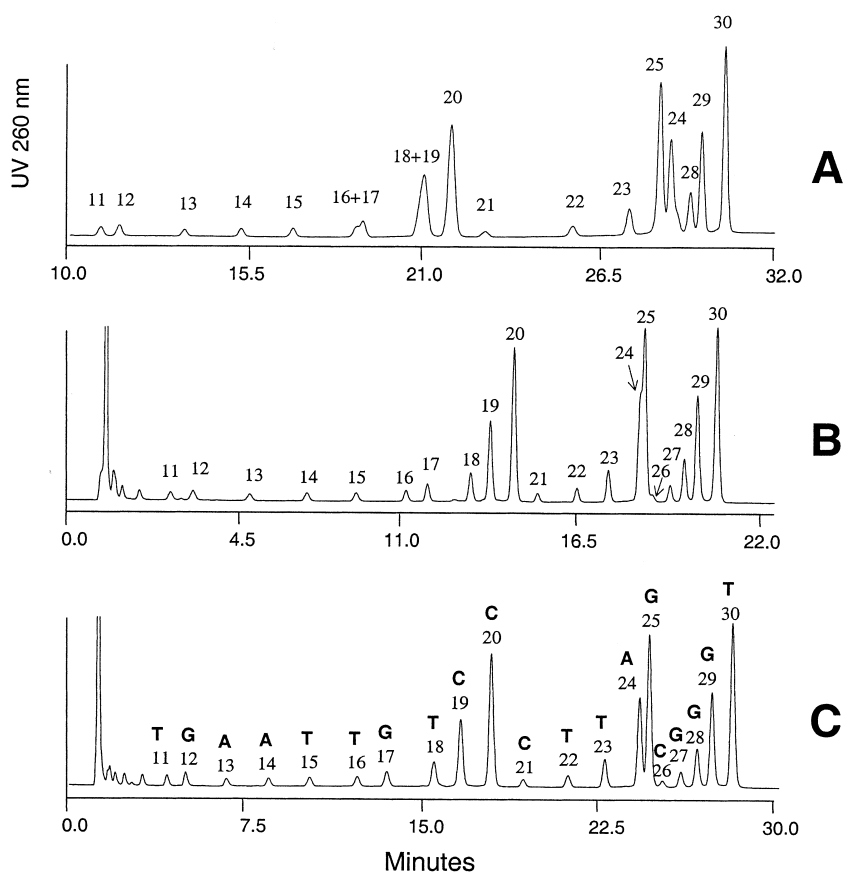 30
25
20
24
29
UV 260 nm
18+19
28
A
16+17
23
11 12 13 14 15
21
22
10.0 15.5 21.0 26.5 32.0
25
30
20
24
29
19
B
28
18
17
23
27
11 12 13 14 15 16
21
22
26
0.0 4.5 11.0 16.5 22.0
T
C
G
30
20
25
A
G
C
24
29
19
C
G
T G A A T T G
T
C
T
T
C
G
28
11 12 13 14 15 16 17
18
21
22
23
26
27
0.0 7.5 15.0 22.5 30.0
Minutes